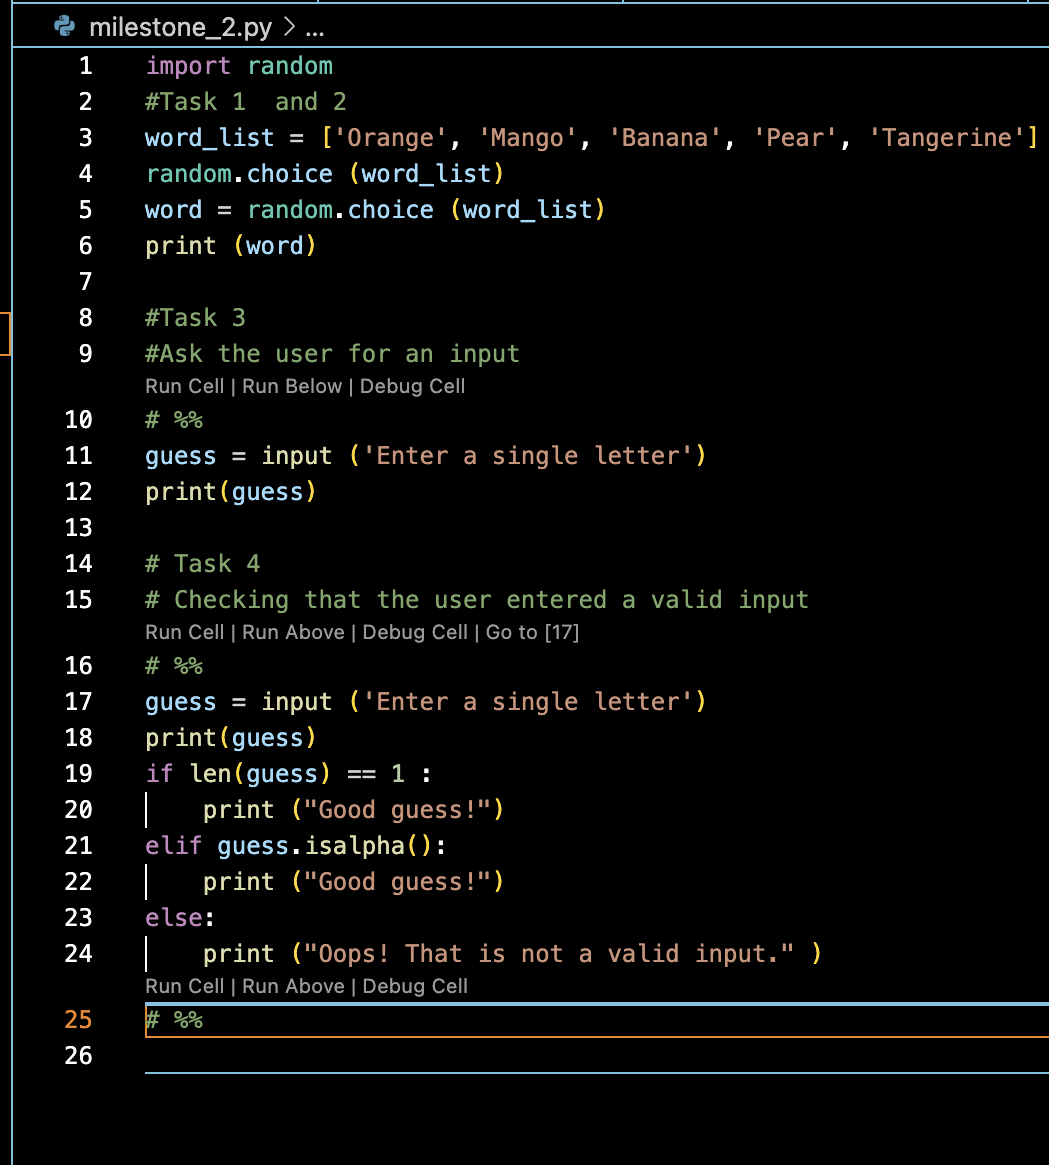 milestone_2.py > ...
1 import random
2 #Task 1  and 2
3 word_list = ['Orange', 'Mango', 'Banana', 'Pear', 'Tangerine']
4 random.choice (word_list)
5 word = random.choice (word_list)
6 print (word)
7
8 #Task 3
9 #Ask the user for an input
Run Cell | Run Below | Debug Cell
10 # %%
11 guess = input ('Enter a single letter')
12 print(guess)
13
14 # Task 4
15 # Checking that the user entered a valid input
Run Cell | Run Above | Debug Cell | Go to [17]
16 # %%
17 guess = input ('Enter a single letter')
18 print(guess)
19 if len(guess) == 1 :
20     print ("Good guess!")
21 elif guess.isalpha():
22     print ("Good guess!")
23 else:
24     print ("Oops! That is not a valid input." )
Run Cell | Run Above | Debug Cell
25 # %%
26